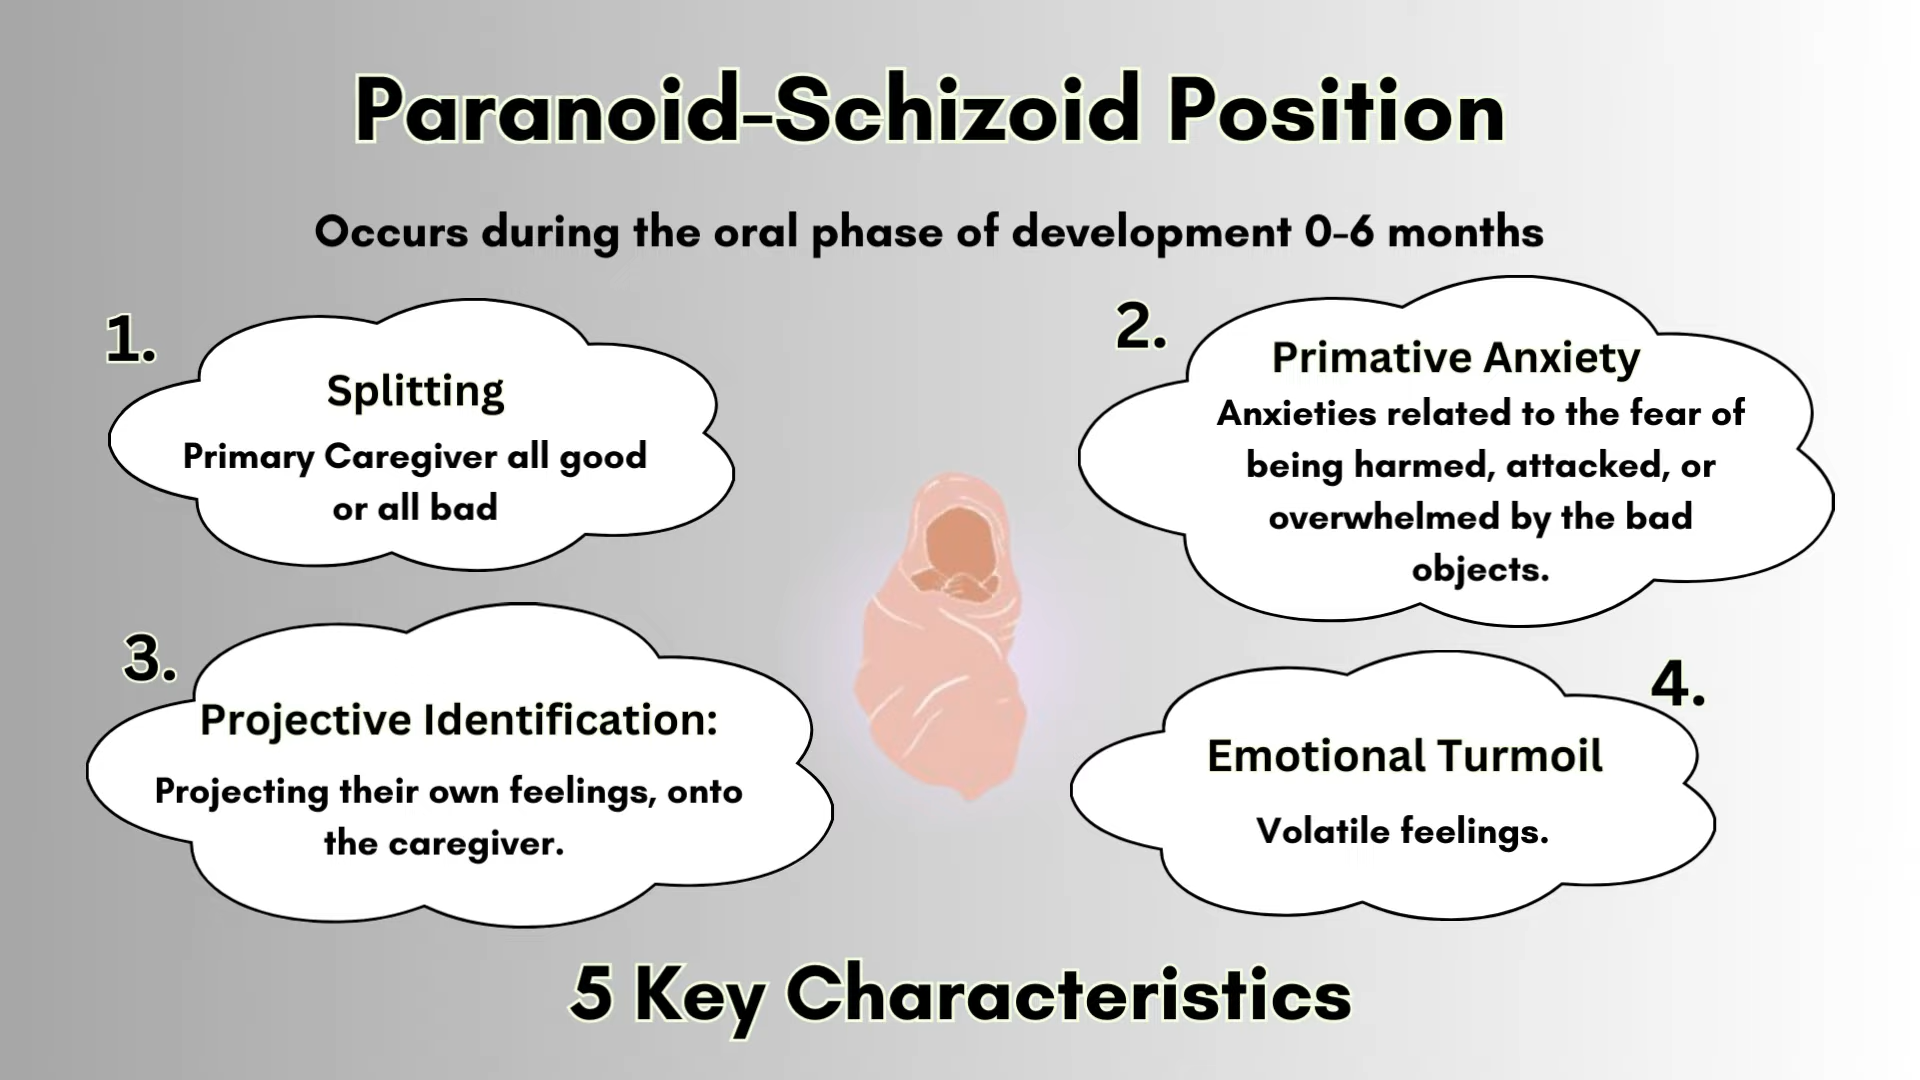 Paranoid-Schizoid Position
Occurs during the oral phase of development 0-6 months
1.
Splitting
Primary Caregiver all good
or all bad
2.
Primative Anxiety
Anxieties related to the fear of
being harmed, attacked, or
overwhelmed by the bad
objects.
3.
Projective Identification:
Projecting their own feelings, onto
the caregiver.
4.
Emotional Turmoil
Volatile feelings.
5 Key Characteristics